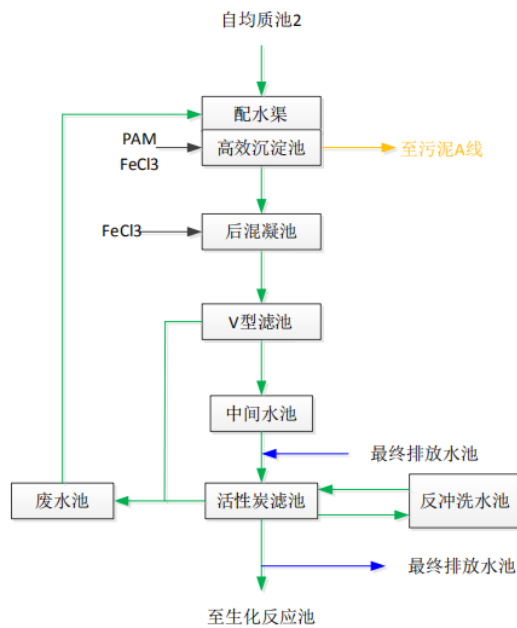 自均质池2
配水渠
PAM
FeCl3
高效沉淀池
至污泥A线
FeCl3
后混凝池
V型滤池
中间水池
最终排放水池
废水池
活性炭滤池
反冲洗水池
最终排放水池
至生化反应池